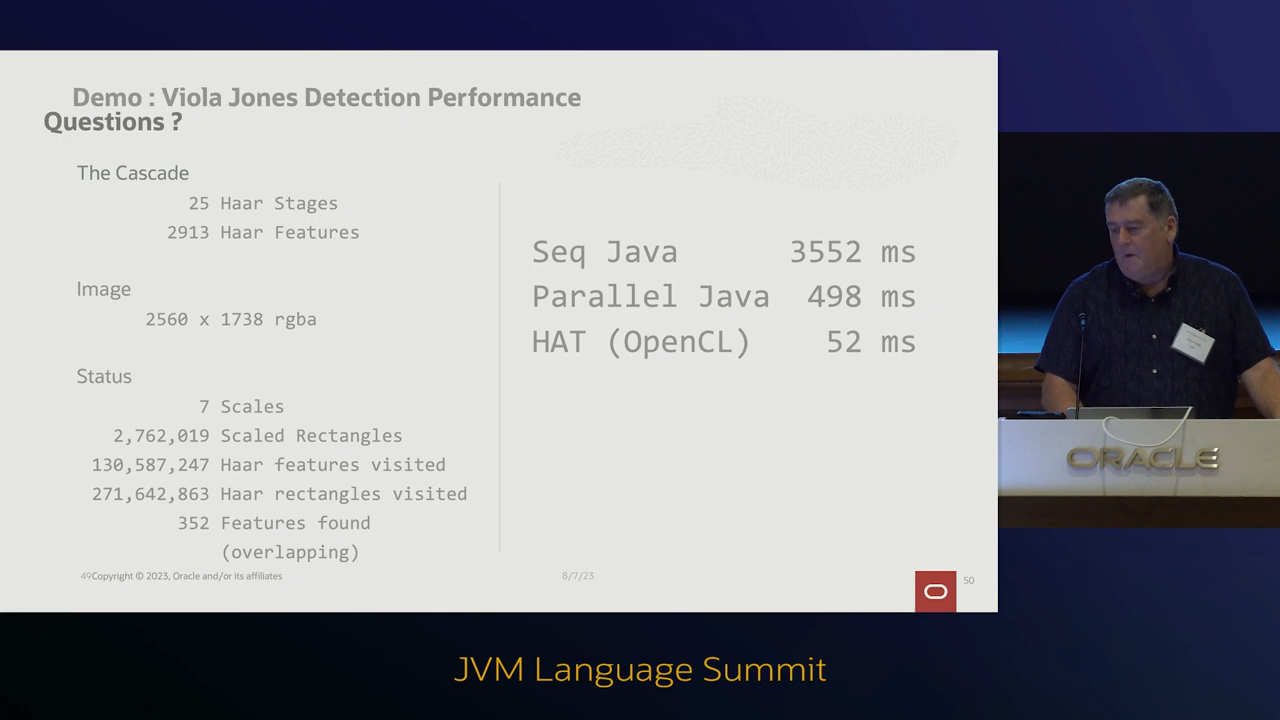 Demo : Viola Jones Detection Performance
Questions ?
The Cascade
25 Haar Stages
2913 Haar Features
Image
2560 x 1738 rgba
Status
7 Scales
2,762,019 Scaled Rectangles
130,587,247 Haar features visited
271,642,863 Haar rectangles visited
352 Features found
(overlapping)
Seq Java 3552 ms
Parallel Java 498 ms
HAT (OpenCL) 52 ms
49Copyright © 2023, Oracle and/or its affiliates
8/7/23
50
ORACLE
JVM Language Summit